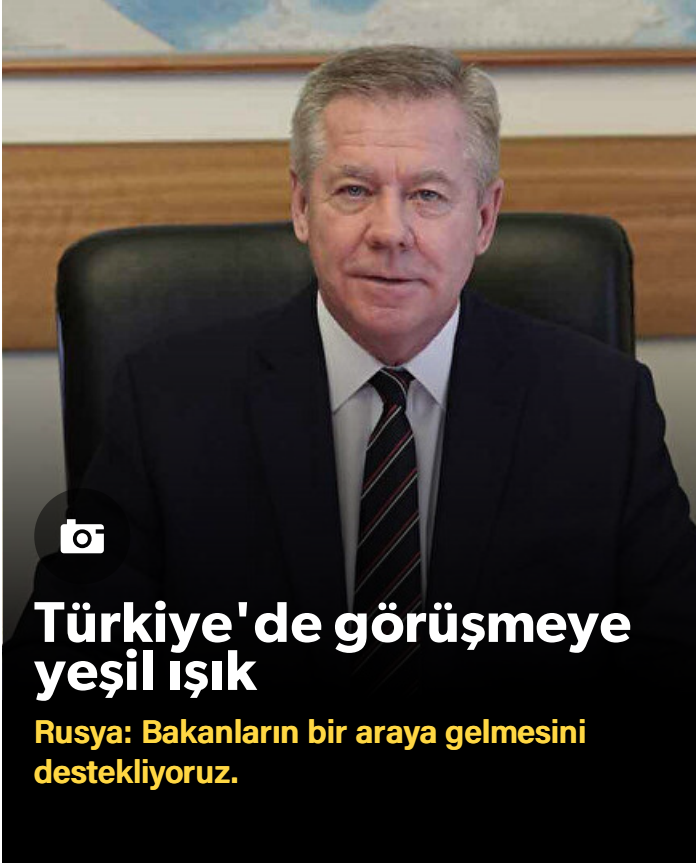 Türkiye'de görüşmeye
yeşil ışık
Rusya: Bakanların bir araya gelmesini
destekliyoruz.